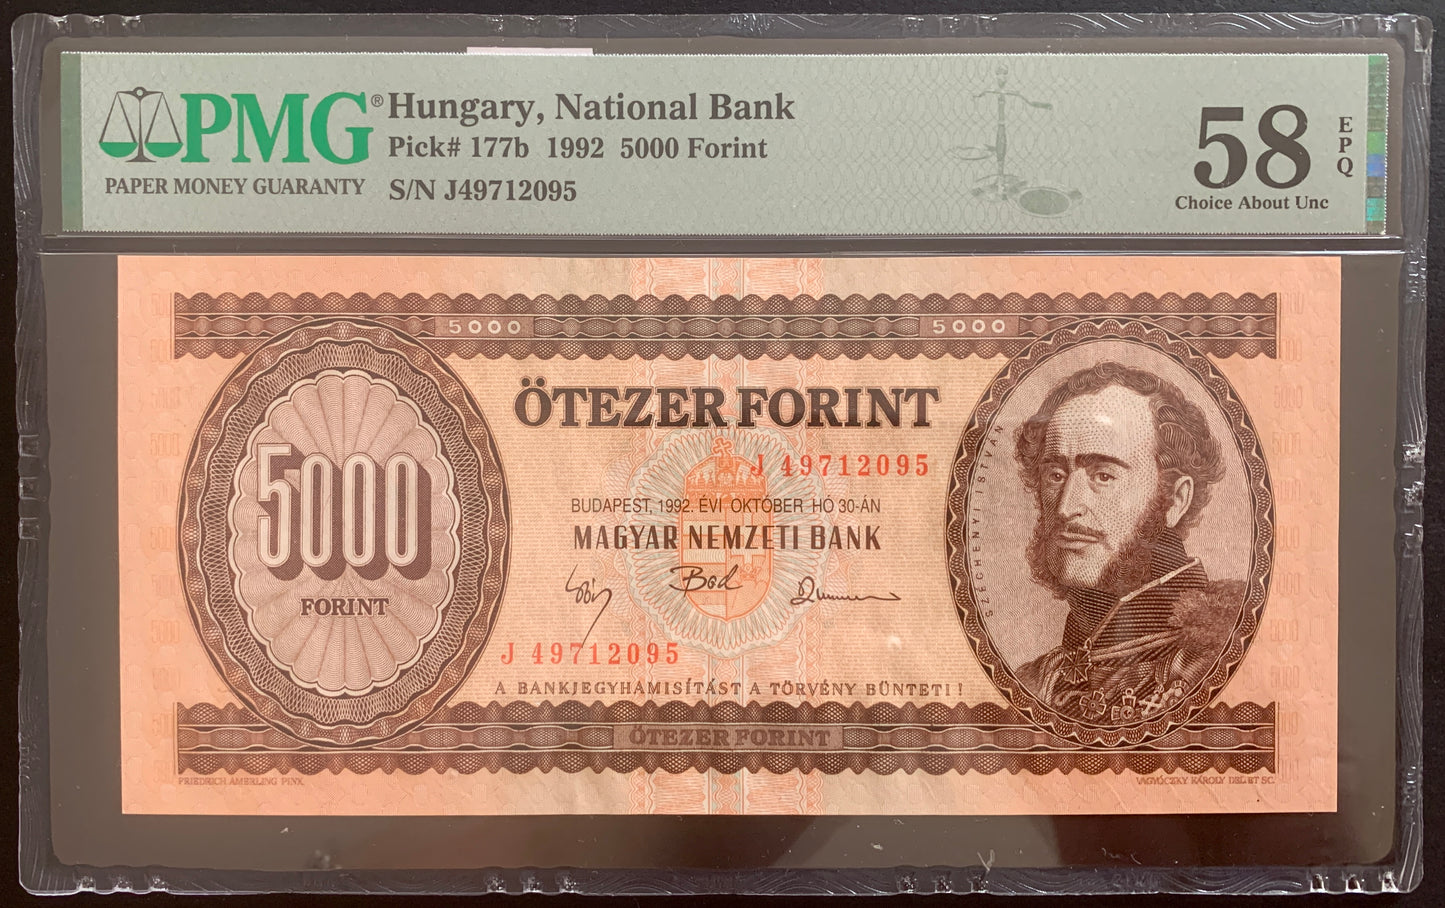 PMG®
PAPER MONEY GUARANTY
Hungary, National Bank
Pick# 177b 1992 5000 Forint
S/N J49712095
58
EPQ
Choice About Unc
5000
5000
ÖTEZER FORINT
J 49712095
BUDAPEST, 1992. ÉVI OKTÓBER HÓ 30-ÁN
MAGYAR NEMZETI BANK
5000
FORINT
SZÉCHENYI ISTVÁN
J 49712095
A BANKJEGYHAMISÍTÁST A TÖRVÉNY BÜNTETI!
ÖTEZER FORINT
FRIEDRICH AMERLING PINX.
VAGYÓCZKY KÁROLY DEL. ET SC.